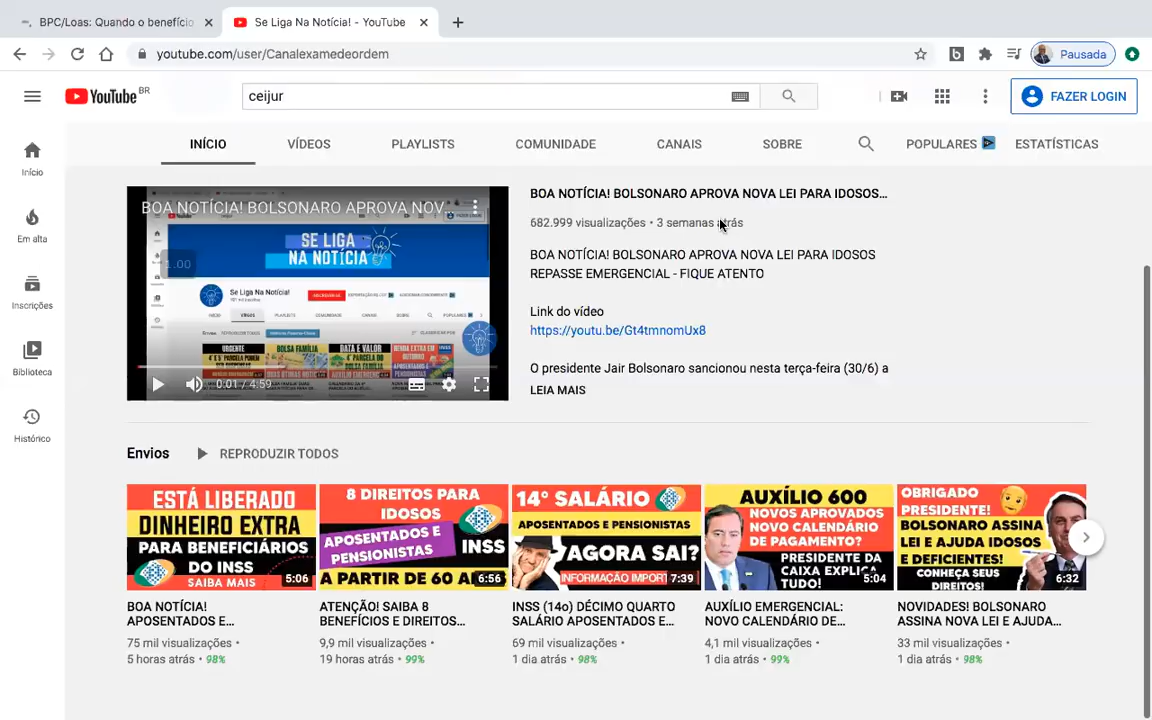 BPC/Loas: Quando o benefício
Se Liga Na Notícia! - YouTube
youtube.com/user/Canalexamedeordem
Pausada
YouTube BR
ceijur
FAZER LOGIN
INÍCIO VÍDEOS PLAYLISTS COMUNIDADE CANAIS SOBRE POPULARES ESTATÍSTICAS
Início
Em alta
Inscrições
Biblioteca
Histórico
BOA NOTÍCIA! BOLSONARO APROVA NOV...
1.00
SE LIGA
NA NOTÍCIA!
Se Liga Na Notícia!
0:01 / 4:59
BOA NOTÍCIA! BOLSONARO APROVA NOVA LEI PARA IDOSOS...
682.999 visualizações • 3 semanas atrás
BOA NOTÍCIA! BOLSONARO APROVA NOVA LEI PARA IDOSOS
REPASSE EMERGENCIAL - FIQUE ATENTO
Link do vídeo
https://youtu.be/Gt4tmnomUx8
O presidente Jair Bolsonaro sancionou nesta terça-feira (30/6) a
LEIA MAIS
Envios
REPRODUZIR TODOS
ESTÁ LIBERADO
DINHEIRO EXTRA
PARA BENEFICIÁRIOS
DO INSS
SAIBA MAIS
5:06
BOA NOTÍCIA!
APOSENTADOS E...
75 mil visualizações •
5 horas atrás • 98%
8 DIREITOS PARA
IDOSOS
APOSENTADOS E
PENSIONISTAS
INSS
A PARTIR DE 60
6:56
ATENÇÃO! SAIBA 8
BENEFÍCIOS E DIREITOS...
9,9 mil visualizações •
19 horas atrás • 99%
14º SALÁRIO
APOSENTADOS E PENSIONISTAS
AGORA SAI?
INFORMAÇÃO IMPORT
7:39
INSS (14o) DÉCIMO QUARTO
SALÁRIO APOSENTADOS E...
69 mil visualizações •
1 dia atrás • 98%
AUXÍLIO 600
NOVOS APROVADOS
NOVO CALENDÁRIO
DE PAGAMENTO?
PRESIDENTE DA
CAIXA EXPLICA
TUDO!
5:04
AUXÍLIO EMERGENCIAL:
NOVO CALENDÁRIO DE...
4,1 mil visualizações •
1 dia atrás • 99%
OBRIGADO
PRESIDENTE!
BOLSONARO ASSINA
LEI E AJUDA IDOSOS
E DEFICIENTES!
CONHEÇA SEUS
DIREITOS!
6:32
NOVIDADES! BOLSONARO
ASSINA NOVA LEI E AJUDA...
33 mil visualizações •
1 dia atrás • 98%